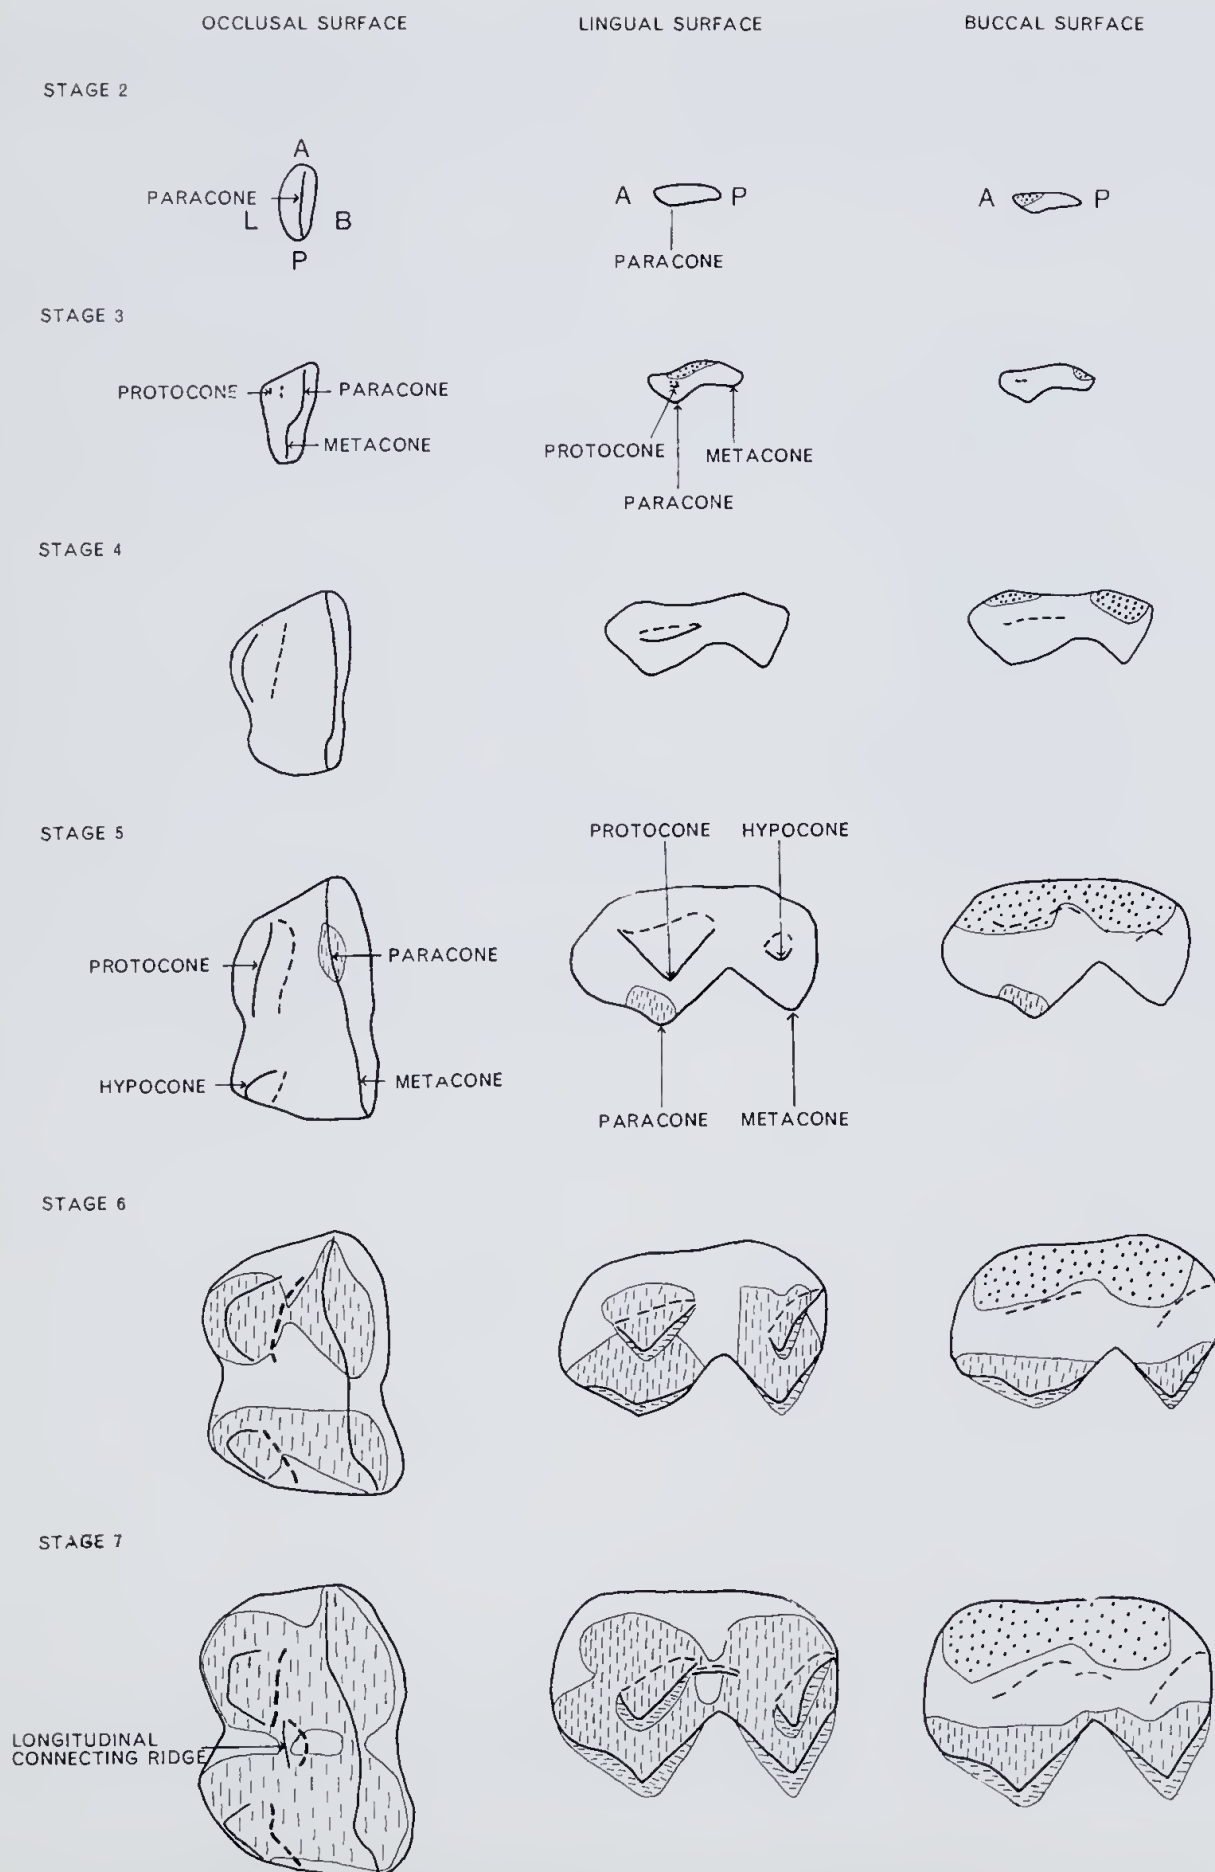 OCCLUSAL SURFACE
LINGUAL SURFACE
BUCCAL SURFACE
STAGE 2
A
PARACONE
L
B
P
A
P
PARACONE
A
P
STAGE 3
PROTOCONE
PARACONE
METACONE
PROTOCONE
METACONE
PARACONE
STAGE 4
STAGE 5
PROTOCONE
HYPOCONE
PROTOCONE
PARACONE
HYPOCONE
METACONE
PARACONE
METACONE
STAGE 6
STAGE 7
LONGITUDINAL
CONNECTING RIDGE